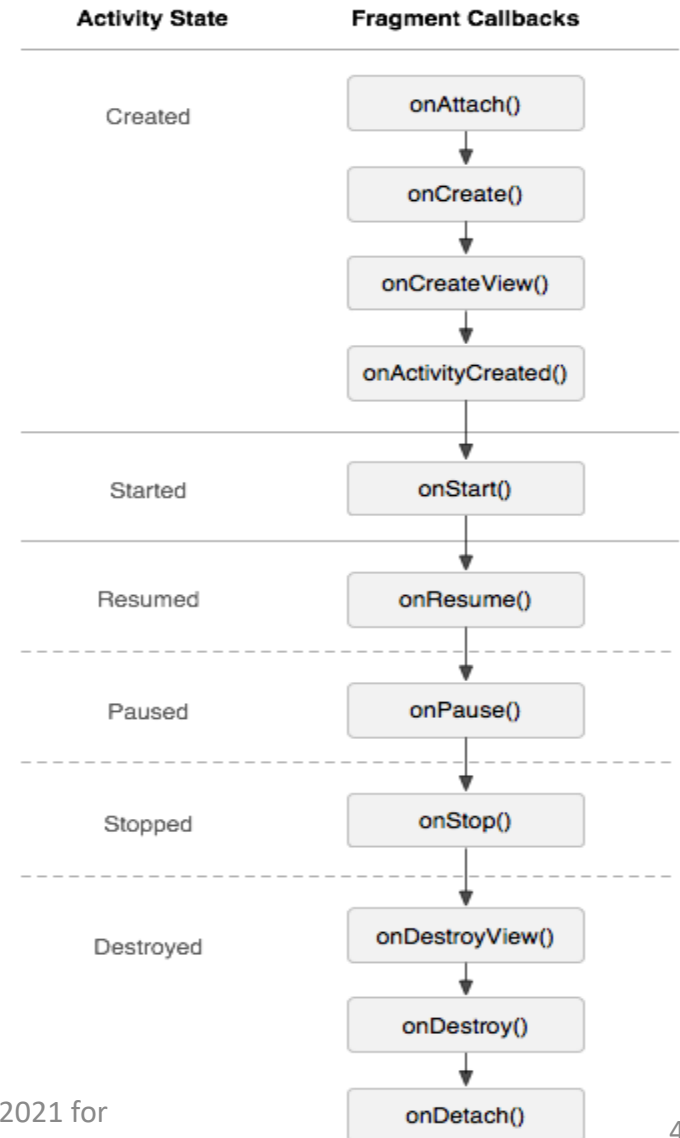 Activity State Fragment Callbacks
Created onAttach()
onCreate()
onCreateView()
onActivityCreated()
Started onStart()
Resumed onResume()
Paused onPause()
Stopped onStop()
Destroyed onDestroyView()
onDestroy()
2021 for onDetach()
4